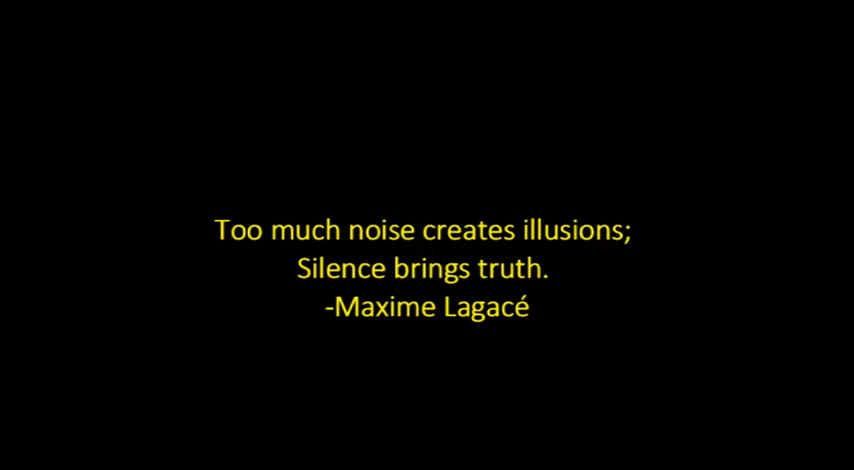 Too much noise creates illusions;
Silence brings truth.
-Maxime Lagacé